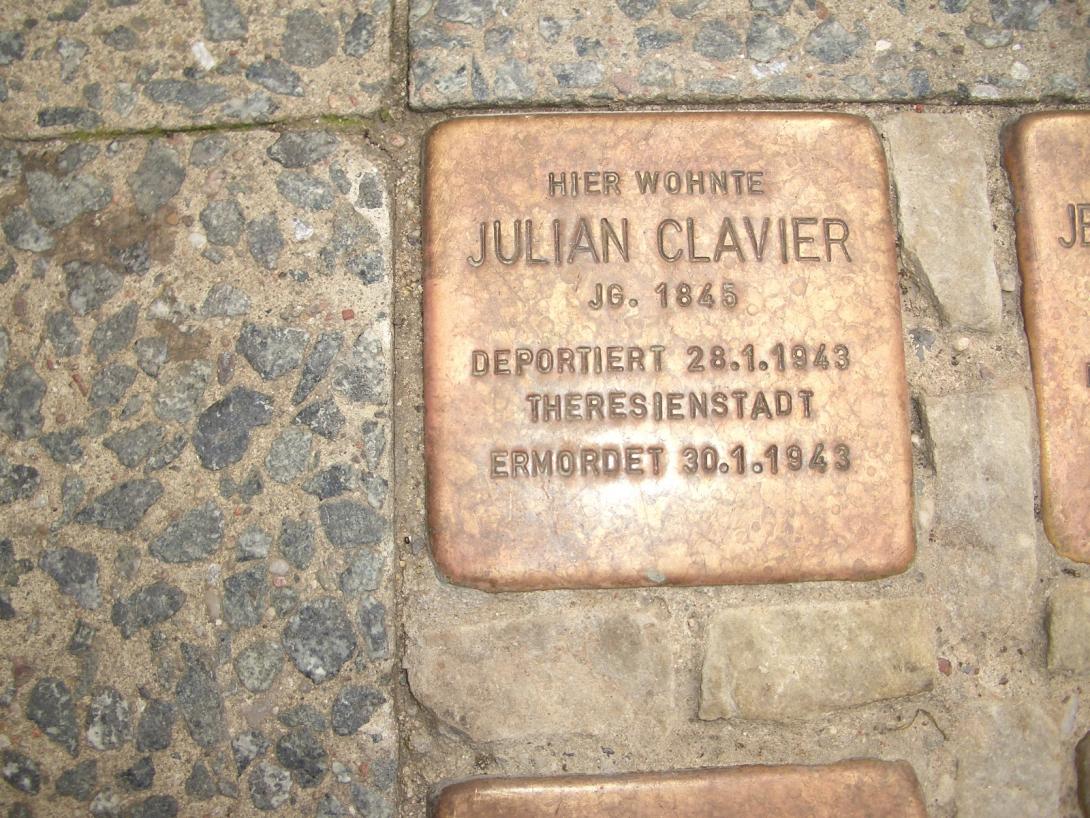 HIER WOHNTE
JULIAN CLAVIER
JG. 1845
DEPORTIERT 28.1.1943
THERESIENSTADT
ERMORDET 30.1.1943